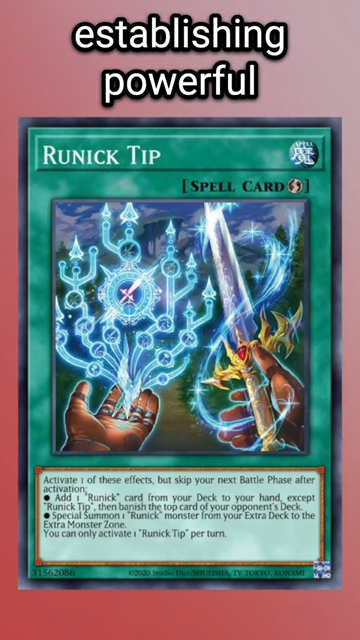 establishing
powerful
RUNICK TIP
SPELL
魔
[SPELL CARD]
Activate 1 of these effects, but skip your next Battle Phase after
activation;
● Add 1 "Runick" card from your Deck to your hand, except
"Runick Tip", then banish the top card of your opponent's Deck.
● Special Summon 1 "Runick" monster from your Extra Deck to the
Extra Monster Zone.
You can only activate 1 "Runick Tip" per turn.
31562086
©2020 Studio Dice/SHUEISHA, TV TOKYO, KONAMI